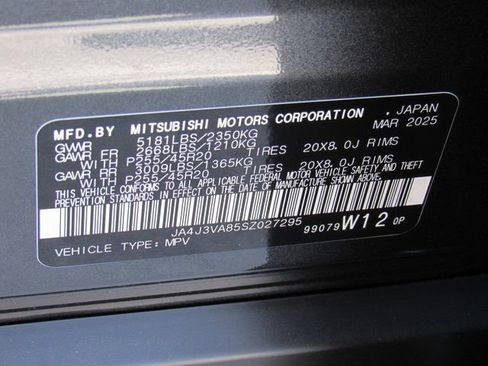 MFD.BY MITSUBISHI MOTORS CORPORATION, JAPAN
GVWR 5181LBS/2350KG MAR 2025
GAWR FR 2668LBS/1210KG
WITH P255/45R20 TIRES 20X8.0J RIMS
GAWR RR 3009LBS/1365KG
WITH P255/45R20 TIRES 20X8.0J RIMS
THIS VEHICLE CONFORMS TO ALL APPLICABLE FEDERAL MOTOR VEHICLE SAFETY
STANDARDS IN EFFECT ON THE DATE OF MANUFACTURE SHOWN ABOVE.
JA4J3VA85SZ027295
VEHICLE TYPE: MPV 99079 W12 0P